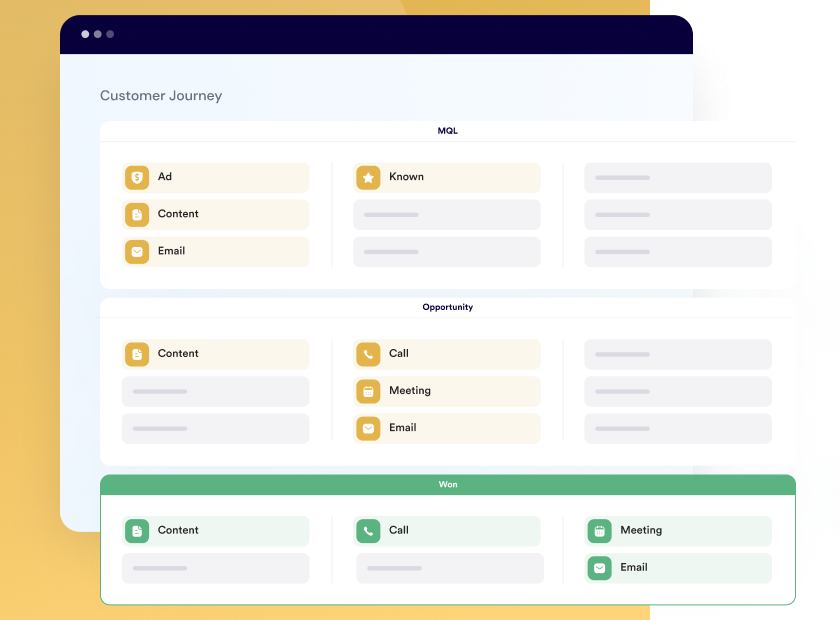 Customer Journey
MQL
Ad
Known
Content
Email
Opportunity
Content
Call
Meeting
Email
Won
Content
Call
Meeting
Email